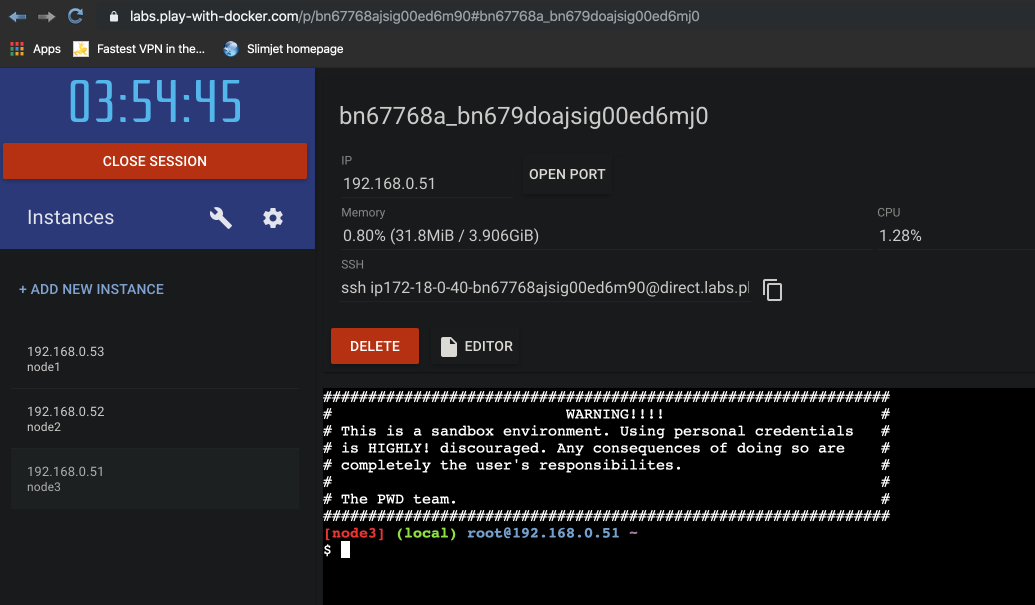 labs.play-with-docker.com/p/bn67768ajsig00ed6m90#bn67768a_bn679doajsig00ed6mj0
Apps Fastest VPN in the... Slimjet homepage
03:54:45
CLOSE SESSION
Instances
+ ADD NEW INSTANCE
192.168.0.53
node1
192.168.0.52
node2
192.168.0.51
node3
bn67768a_bn679doajsig00ed6mj0
IP
192.168.0.51
OPEN PORT
Memory
0.80% (31.8MiB / 3.906GiB)
CPU
1.28%
SSH
ssh ip172-18-0-40-bn67768ajsig00ed6m90@direct.labs.pl
DELETE
EDITOR
###############################################################
#                          WARNING!!!!                        #
# This is a sandbox environment. Using personal credentials   #
# is HIGHLY! discouraged. Any consequences of doing so are    #
# completely the user's responsibilites.                      #
#                                                             #
# The PWD team.                                               #
###############################################################
[node3] (local) root@192.168.0.51 ~
$